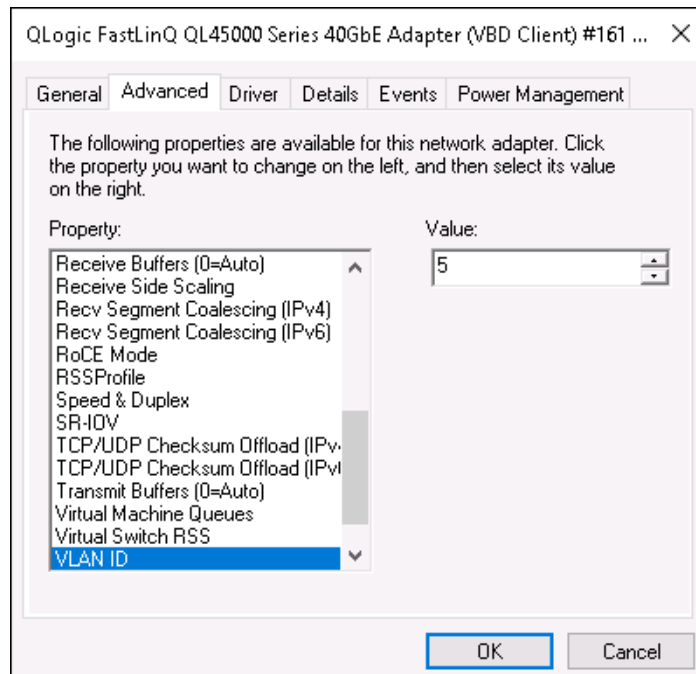 QLogic FastLinQ QL45000 Series 40GbE Adapter (VBD Client) #161 ...
General Advanced Driver Details Events Power Management
The following properties are available for this network adapter. Click
the property you want to change on the left, and then select its value
on the right.
Property:
Value:
Receive Buffers (0=Auto)
Receive Side Scaling
Recv Segment Coalescing (IPv4)
Recv Segment Coalescing (IPv6)
RoCE Mode
RSSProfile
Speed & Duplex
SR-IOV
TCP/UDP Checksum Offload (IPv
TCP/UDP Checksum Offload (IPv
Transmit Buffers (0=Auto)
Virtual Machine Queues
Virtual Switch RSS
VLAN ID
5
OK Cancel